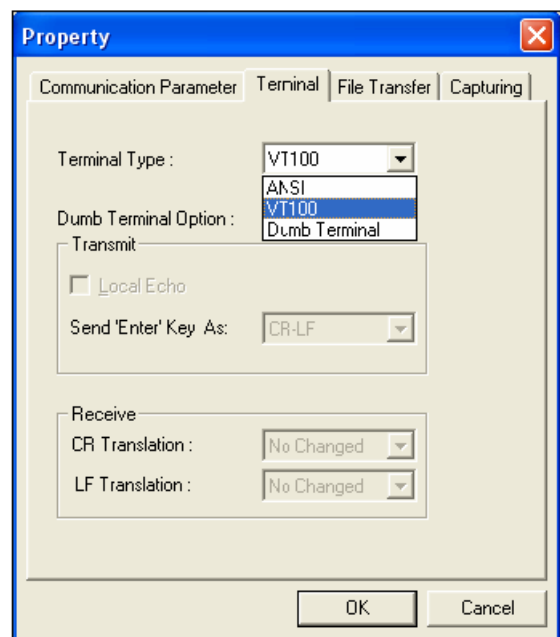 Property
Communication Parameter Terminal File Transfer Capturing
Terminal Type : VT100
ANSI
VT100
Dumb Terminal
Dumb Terminal Option :
Transmit
Local Echo
Send 'Enter' Key As: CR-LF
Receive
CR Translation : No Changed
LF Translation : No Changed
OK Cancel